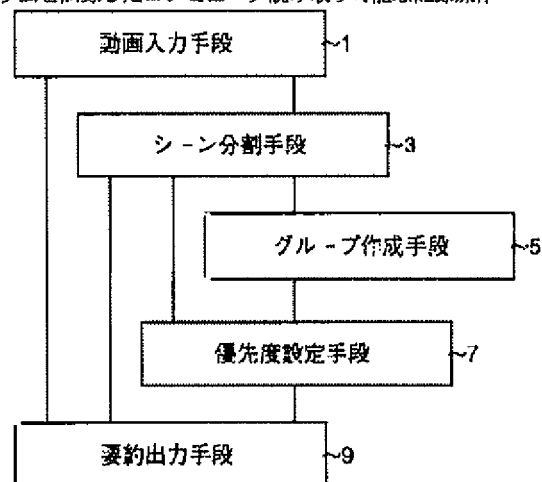 動画入力手段 ~1
シーン分割手段 ~3
グループ作成手段 ~5
優先度設定手段 ~7
要約出力手段 ~9